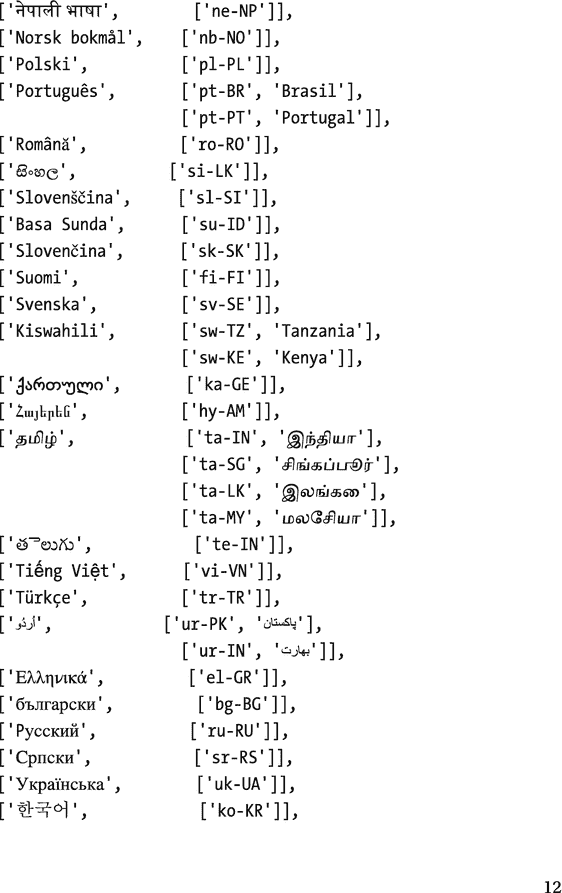 ['नेपाली भाषा', ['ne-NP']],
['Norsk bokmål', ['nb-NO']],
['Polski', ['pl-PL']],
['Português', ['pt-BR', 'Brasil'],
['pt-PT', 'Portugal']],
['Română', ['ro-RO']],
['සිංහල', ['si-LK']],
['Slovenščina', ['sl-SI']],
['Basa Sunda', ['su-ID']],
['Slovenčina', ['sk-SK']],
['Suomi', ['fi-FI']],
['Svenska', ['sv-SE']],
['Kiswahili', ['sw-TZ', 'Tanzania'],
['sw-KE', 'Kenya']],
['ქართული', ['ka-GE']],
['Հայերեն', ['hy-AM']],
['தமிழ்', ['ta-IN', 'இந்தியா'],
['ta-SG', 'சிங்கப்பூர்'],
['ta-LK', 'இலங்கை'],
['ta-MY', 'மலேசியா']],
['తెలుగు', ['te-IN']],
['Tiếng Việt', ['vi-VN']],
['Türkçe', ['tr-TR']],
['اُردُو', ['ur-PK', 'پاکستان'],
['ur-IN', 'بھارت']],
['Ελληνικά', ['el-GR']],
['български', ['bg-BG']],
['Pусский', ['ru-RU']],
['Српски', ['sr-RS']],
['Українська', ['uk-UA']],
['한국어', ['ko-KR']],
12